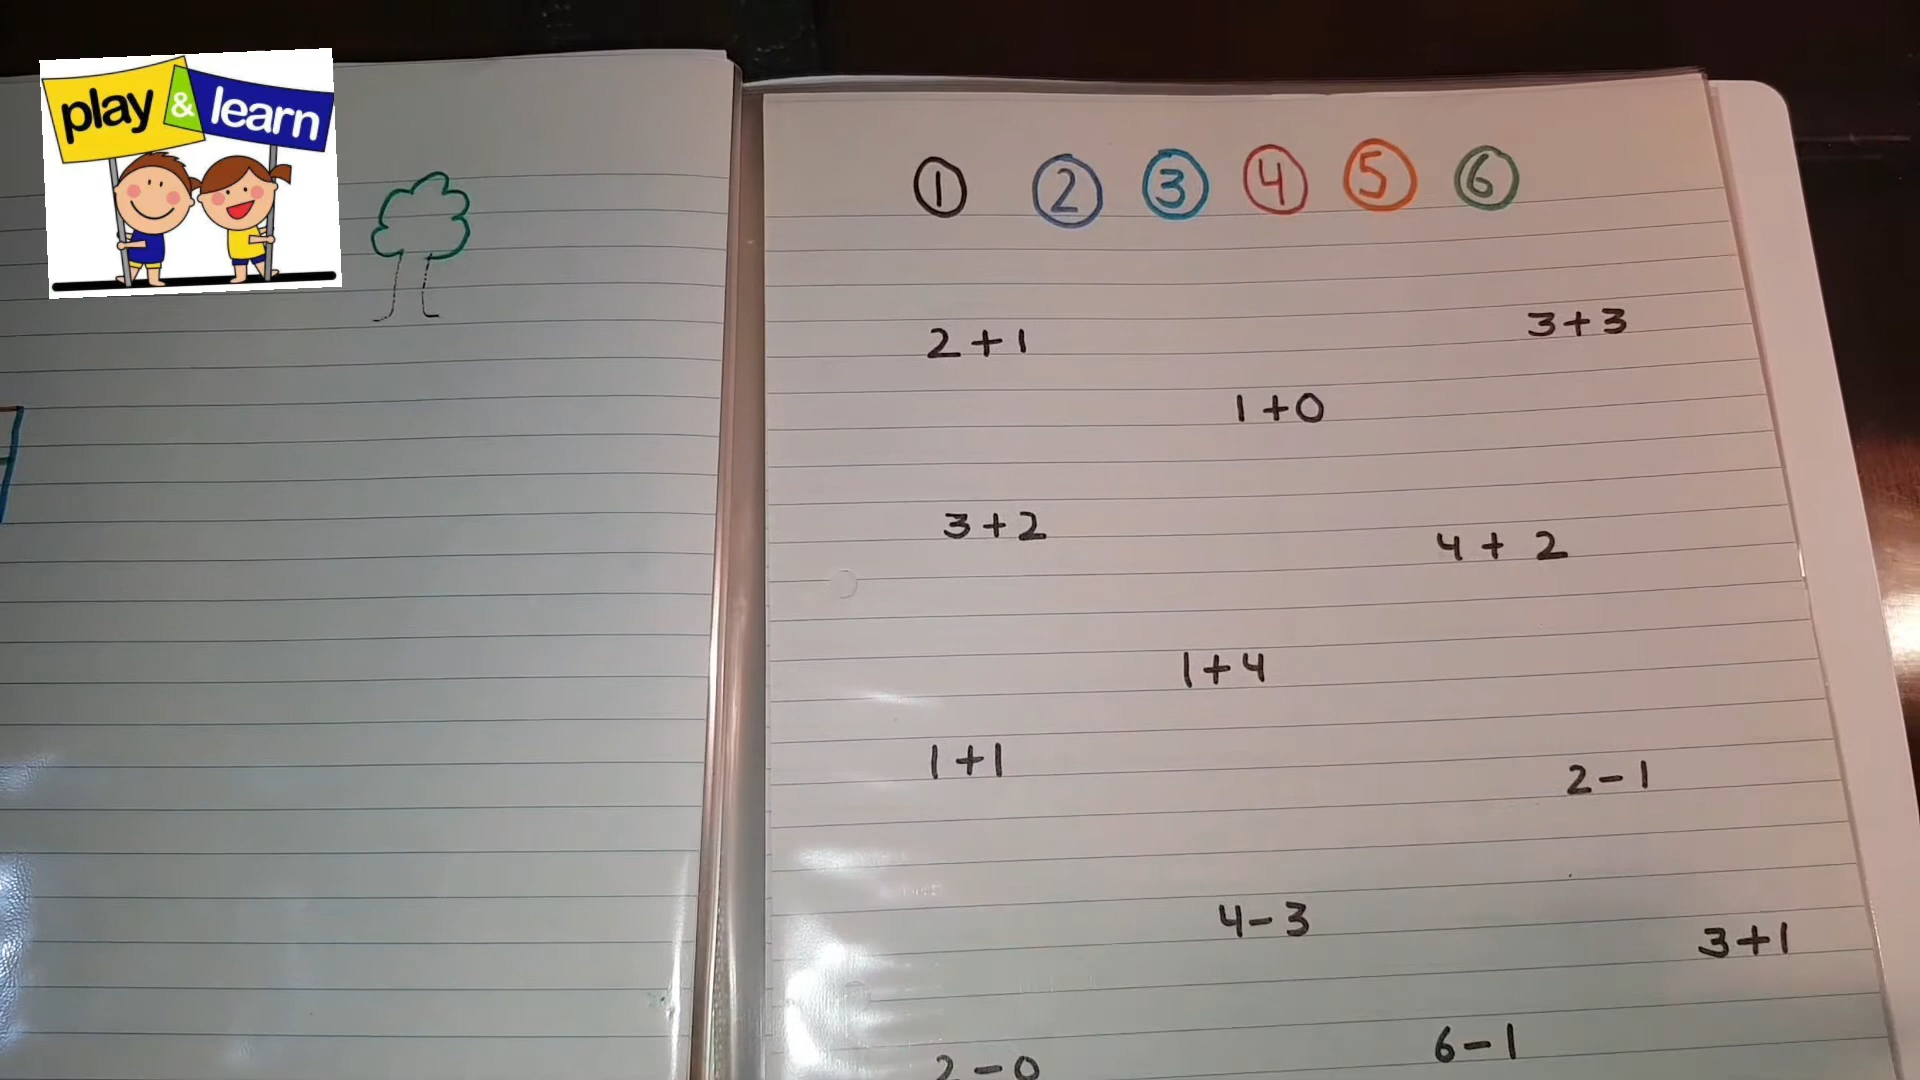 play & learn
1 2 3 4 5 6
2 + 1
3 + 3
1 + 0
3 + 2
4 + 2
1 + 4
1 + 1
2 - 1
4 - 3
3 + 1
6 - 1
2 - 0